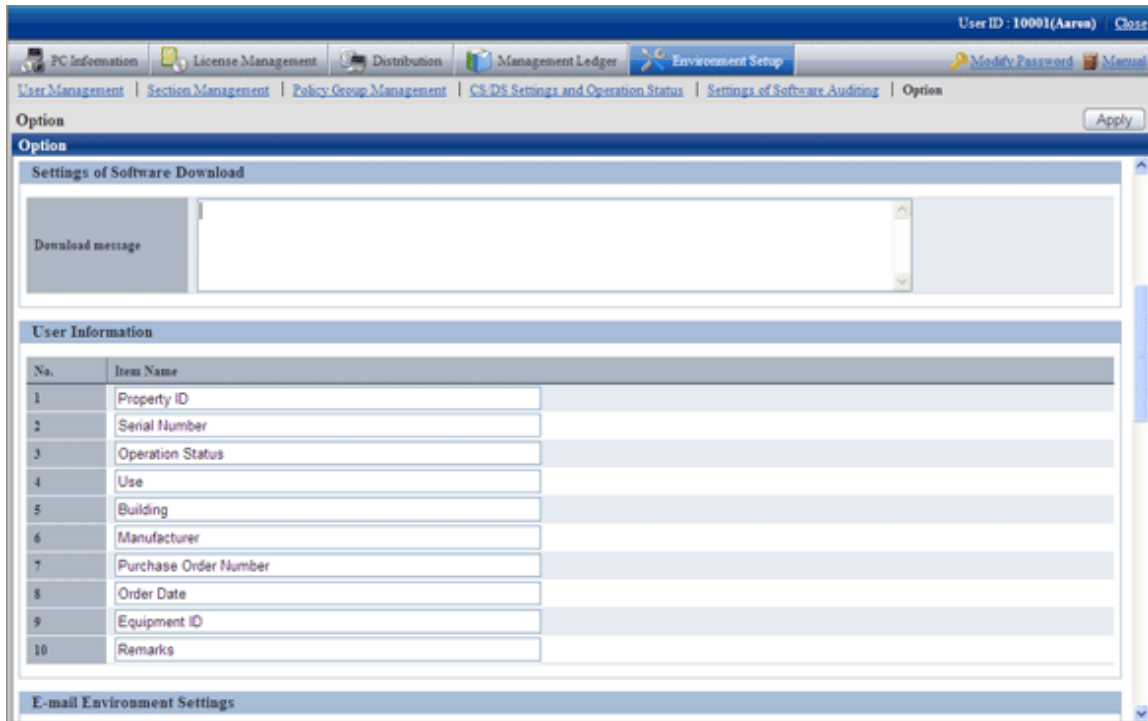 User ID : 10001(Aaron) Close
PC Information License Management Distribution Management Ledger Environment Setup Modify Password Manual
User Management | Section Management | Policy Group Management | CS/DS Settings and Operation Status | Settings of Software Auditing | Option
Option Apply
Option
Settings of Software Download
Download message
User Information
No. Item Name
1 Property ID
2 Serial Number
3 Operation Status
4 Use
5 Building
6 Manufacturer
7 Purchase Order Number
8 Order Date
9 Equipment ID
10 Remarks
E-mail Environment Settings